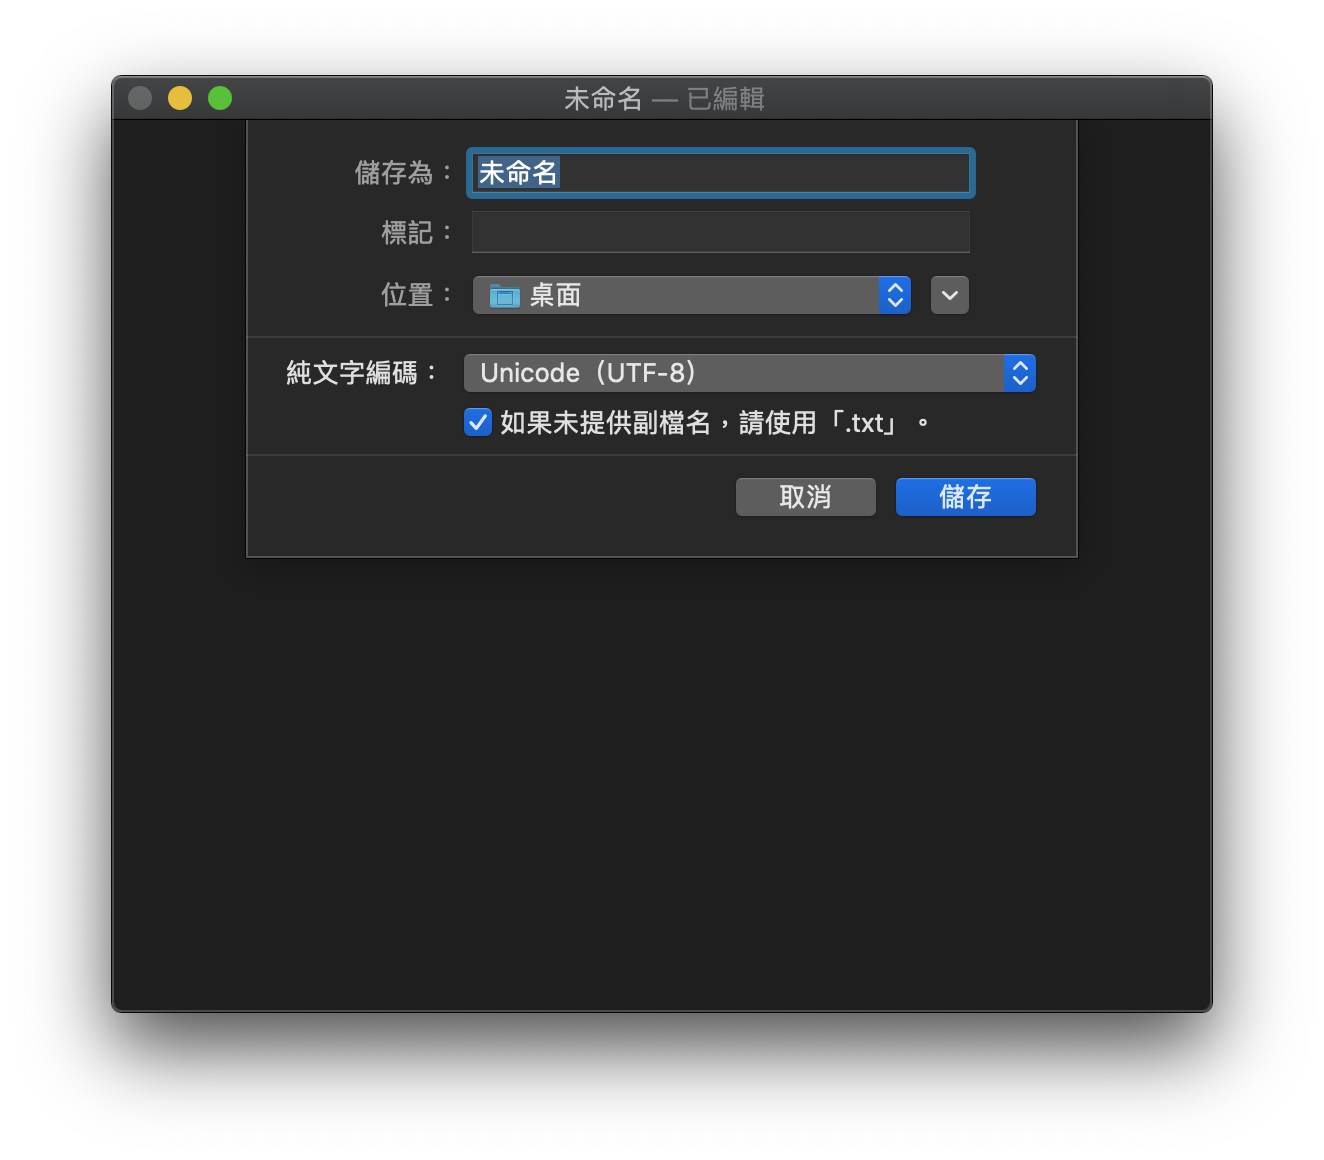 未命名 — 已編輯
儲存為：
未命名
標記：
位置：
桌面
純文字編碼：
Unicode（UTF-8）
如果未提供副檔名，請使用「.txt」。
取消
儲存